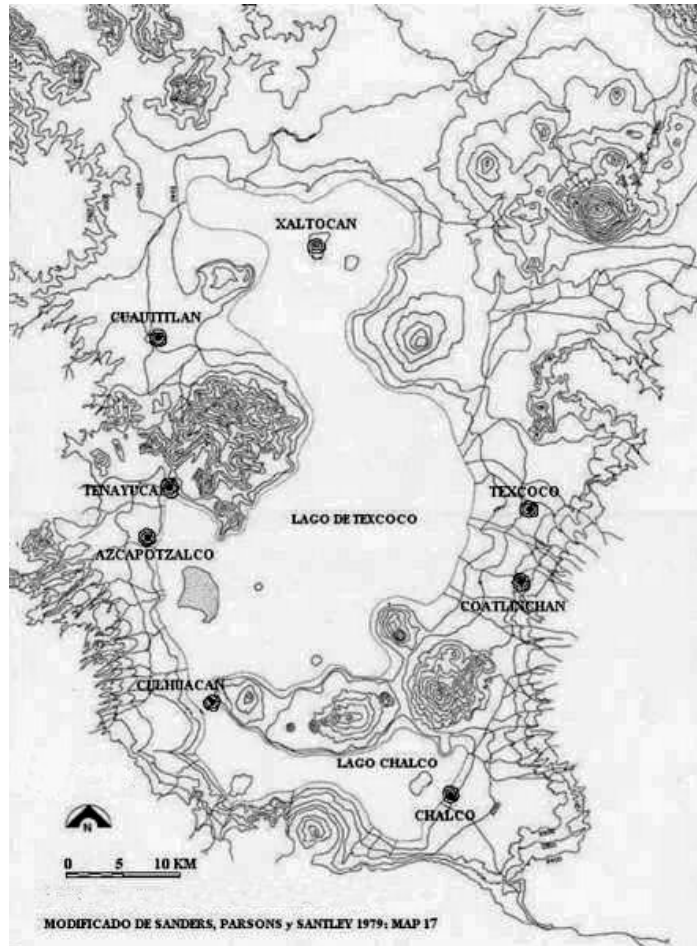 XALTOCAN
CUAUTITLAN
TENAYUCA
TEXCOCO
LAGO DE TEXCOCO
AZCAPOTZALCO
COATLINCHAN
CULHUACAN
LAGO CHALCO
CHALCO
N
0 5 10 KM
MODIFICADO DE SANDERS, PARSONS y SANTLEY 1979: MAP 17